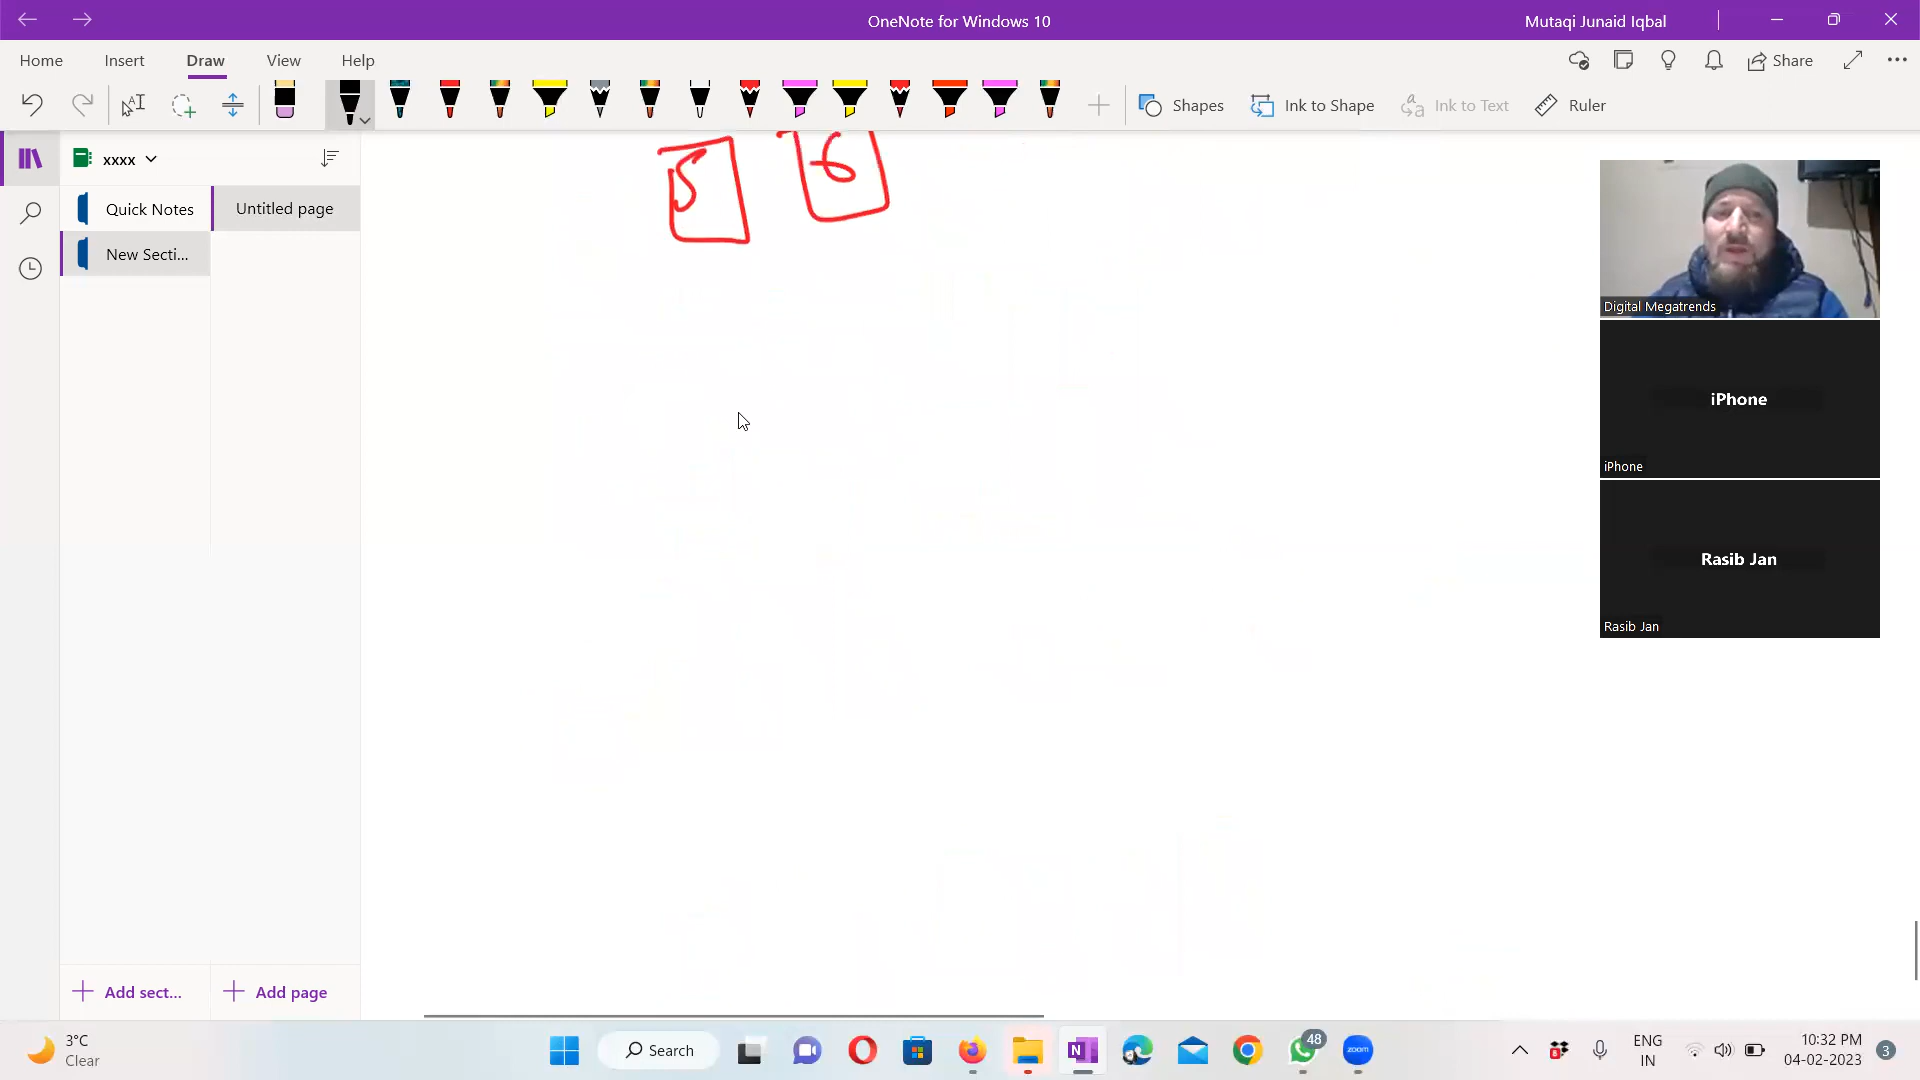 OneNote for Windows 10
Mutaqi Junaid Iqbal
Home Insert Draw View Help
Share
Shapes
Ink to Shape
Ink to Text
Ruler
xxxx
Quick Notes
Untitled page
New Secti...
5 6
Digital Megatrends
iPhone
iPhone
Rasib Jan
Rasib Jan
Add sect...
Add page
3°C
Clear
Search
48
zoom
ENG
IN
10:32 PM
04-02-2023
3